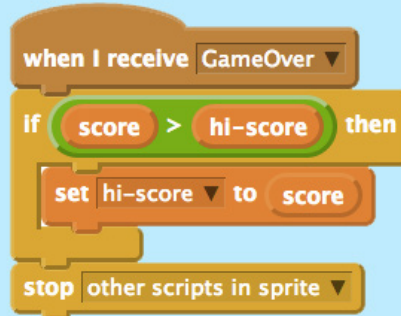 when I receive GameOver
if score > hi-score then
set hi-score to score
stop other scripts in sprite